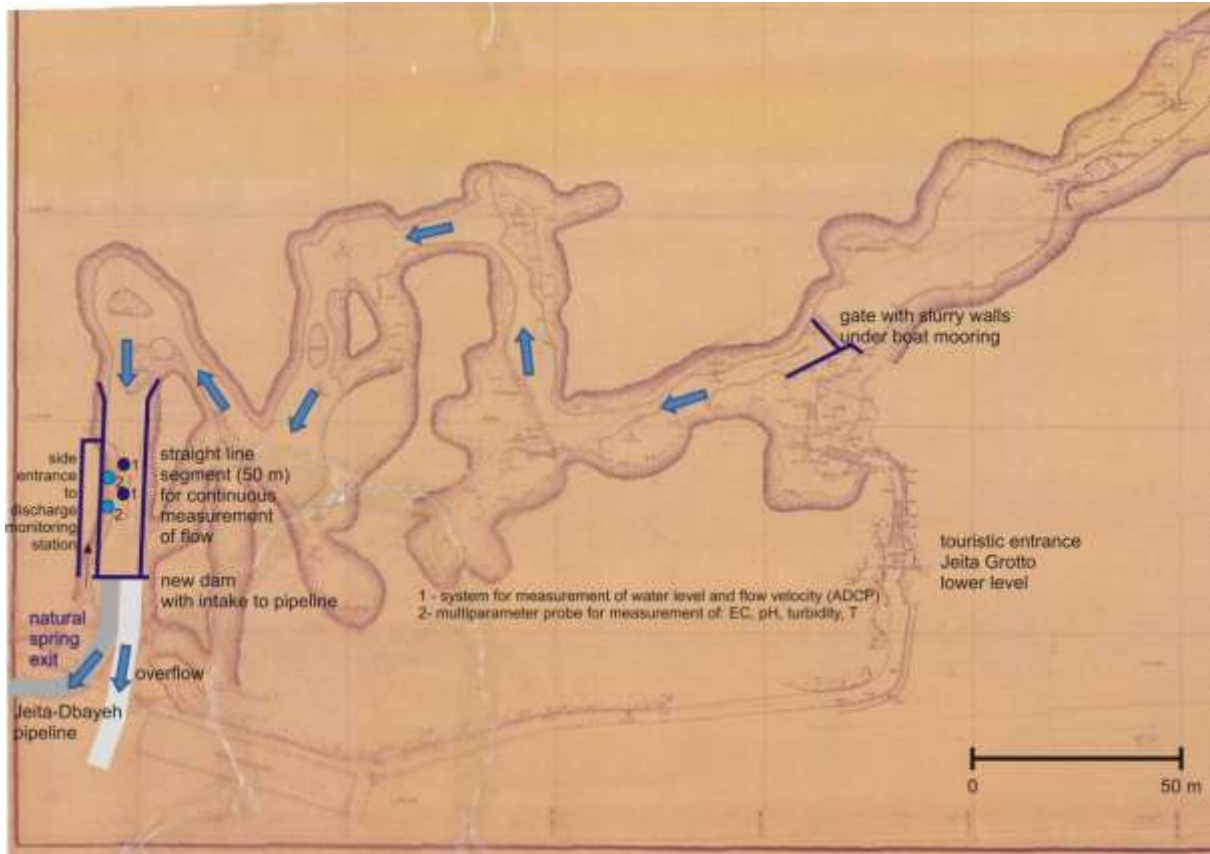 gate with slurry walls
under boat mooring
side
entrance
to
discharge
monitoring
station
1
2
1
2
straight line
segment (50 m)
for continuous
measurement
of flow
touristic entrance
Jeita Grotto
lower level
new dam
with intake to pipeline
1 - system for measurement of water level and flow velocity (ADCP)
2- multiparameter probe for measurement of: EC, pH, turbidity, T
natural
spring
exit
overflow
Jeita-Dbayeh
pipeline
0 50 m